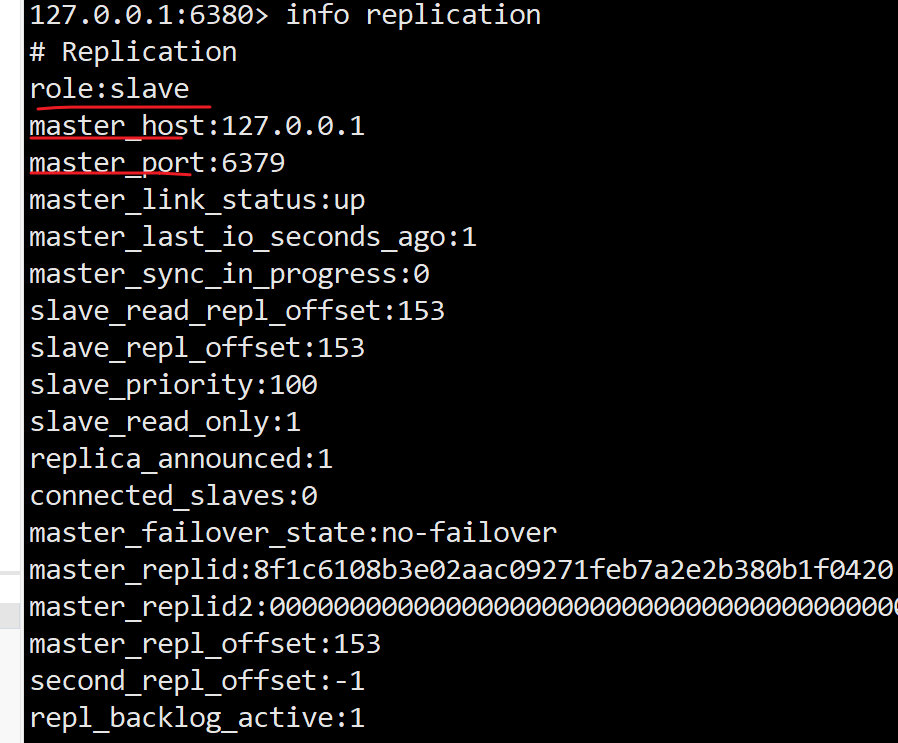 127.0.0.1:6380> info replication
# Replication
role:slave
master_host:127.0.0.1
master_port:6379
master_link_status:up
master_last_io_seconds_ago:1
master_sync_in_progress:0
slave_read_repl_offset:153
slave_repl_offset:153
slave_priority:100
slave_read_only:1
replica_announced:1
connected_slaves:0
master_failover_state:no-failover
master_replid:8f1c6108b3e02aac09271feb7a2e2b380b1f0420
master_replid2:0000000000000000000000000000000000000000
master_repl_offset:153
second_repl_offset:-1
repl_backlog_active:1